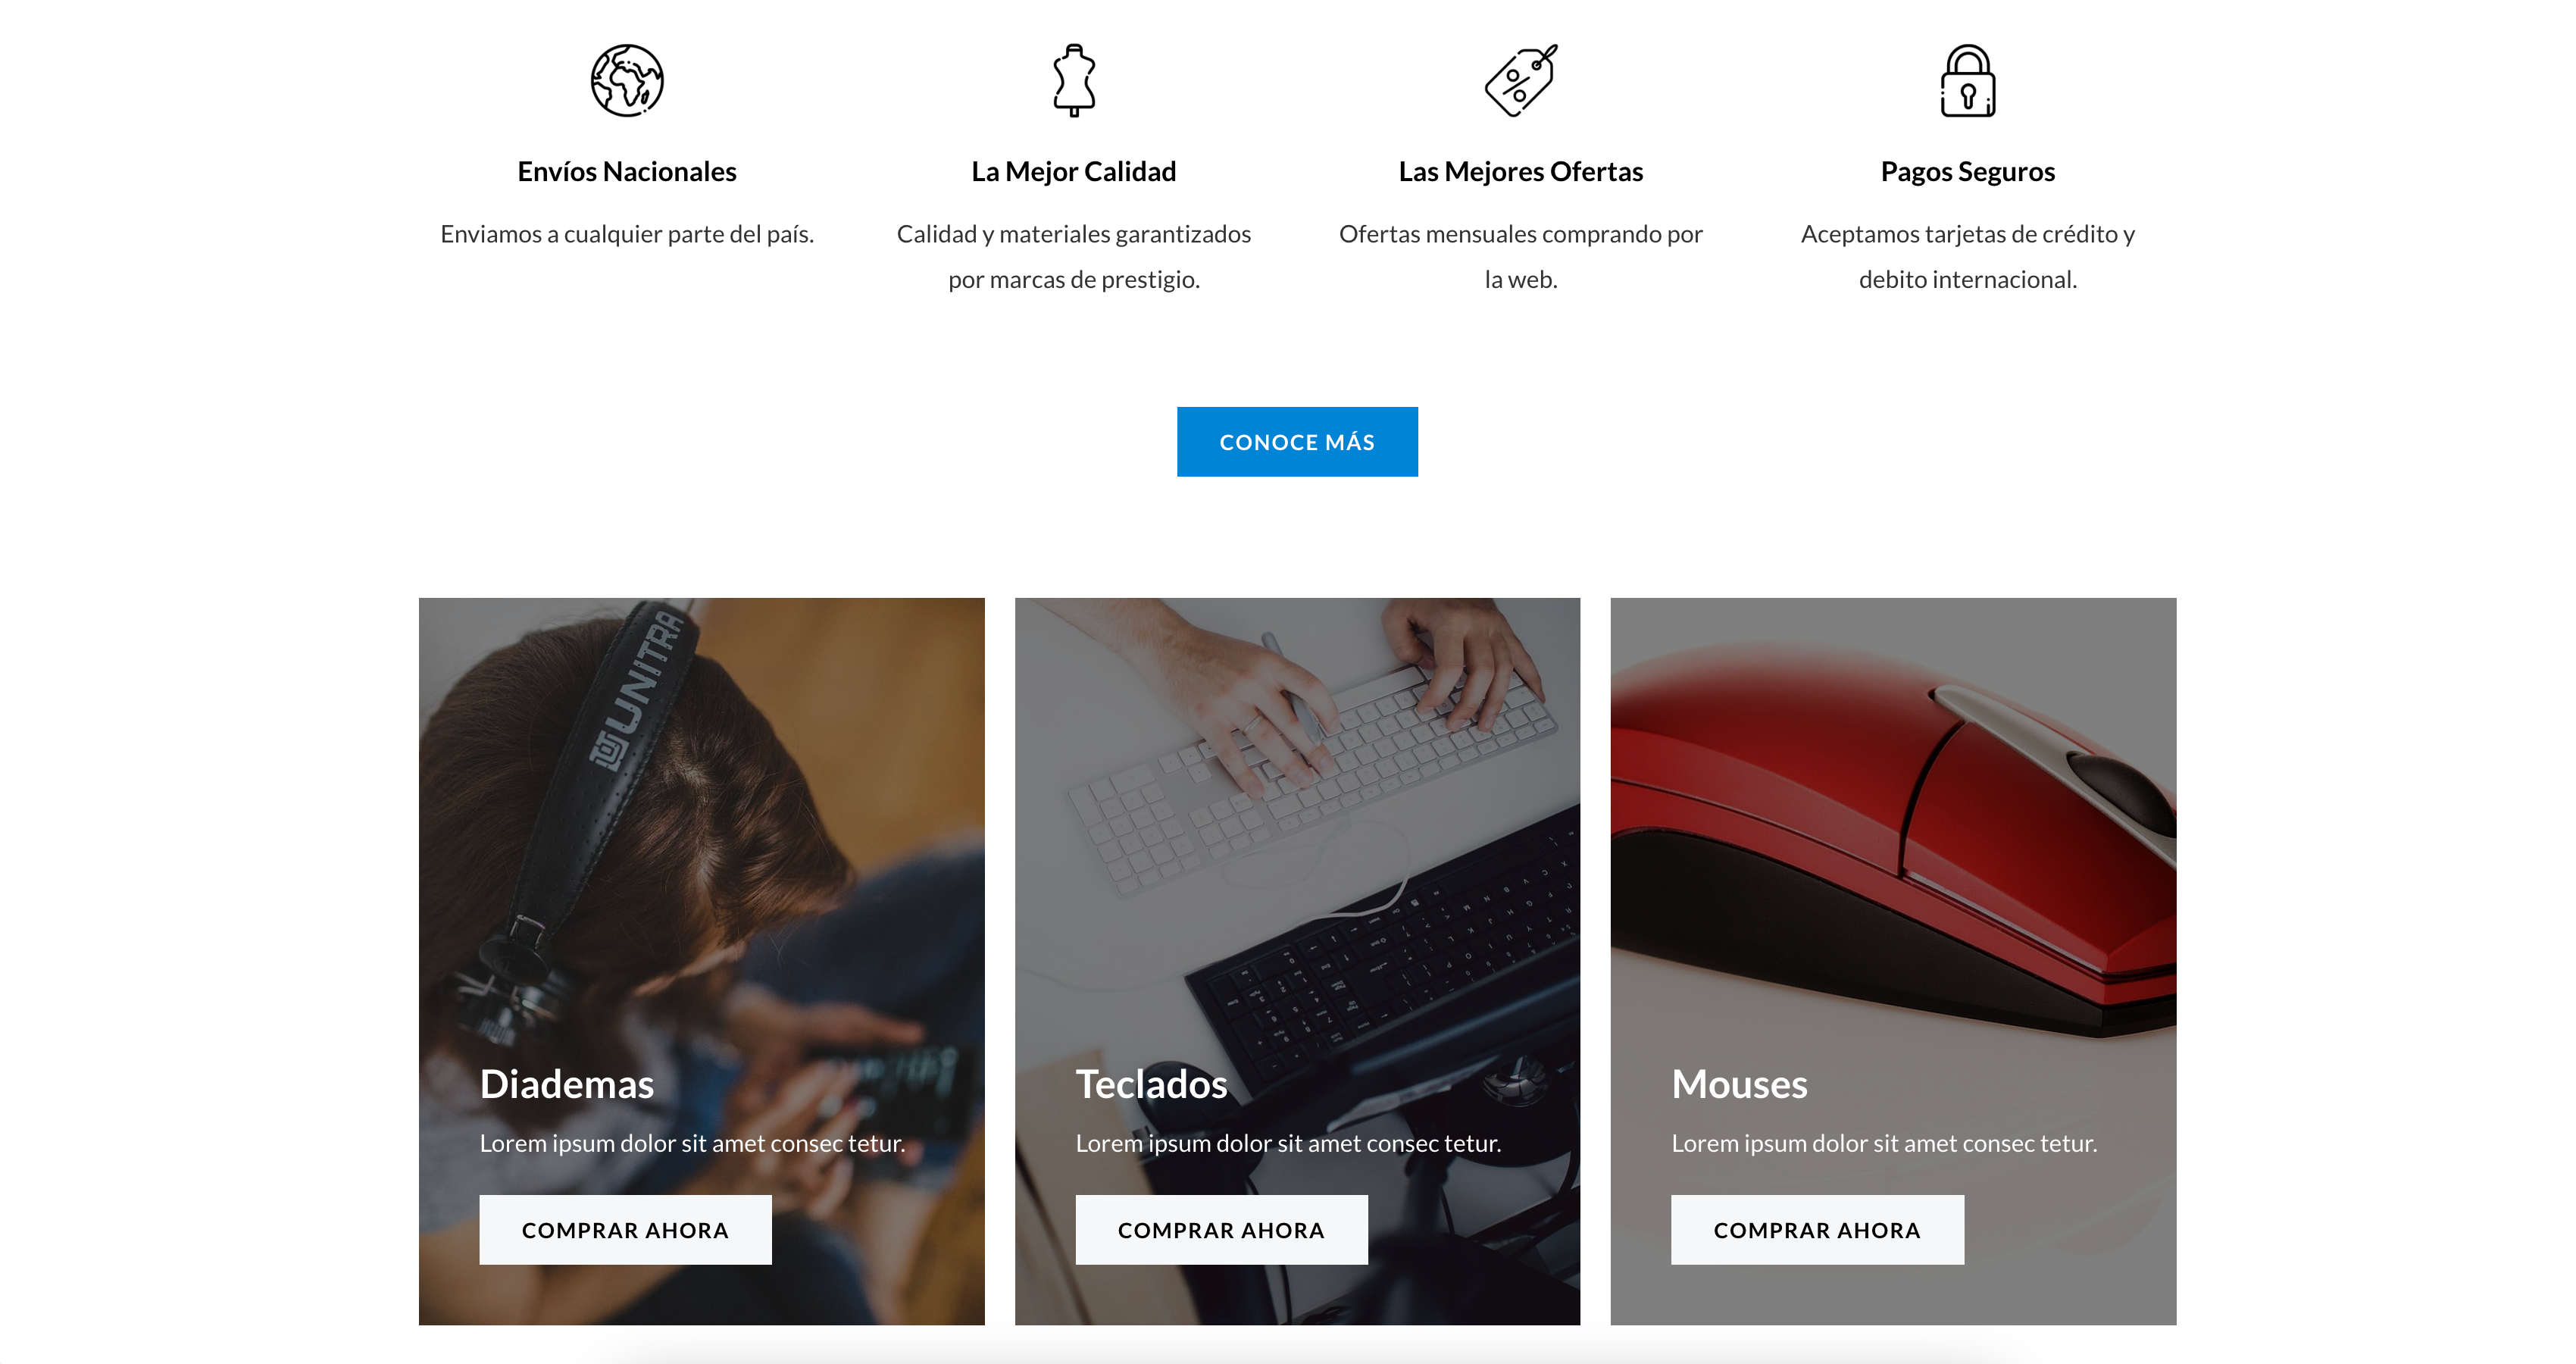 Envíos Nacionales
Enviamos a cualquier parte del país.
La Mejor Calidad
Calidad y materiales garantizados
por marcas de prestigio.
Las Mejores Ofertas
Ofertas mensuales comprando por
la web.
Pagos Seguros
Aceptamos tarjetas de crédito y
debito internacional.
CONOCE MÁS
UNITRA
Diademas
Lorem ipsum dolor sit amet consec tetur.
COMPRAR AHORA
Teclados
Lorem ipsum dolor sit amet consec tetur.
COMPRAR AHORA
Mouses
Lorem ipsum dolor sit amet consec tetur.
COMPRAR AHORA